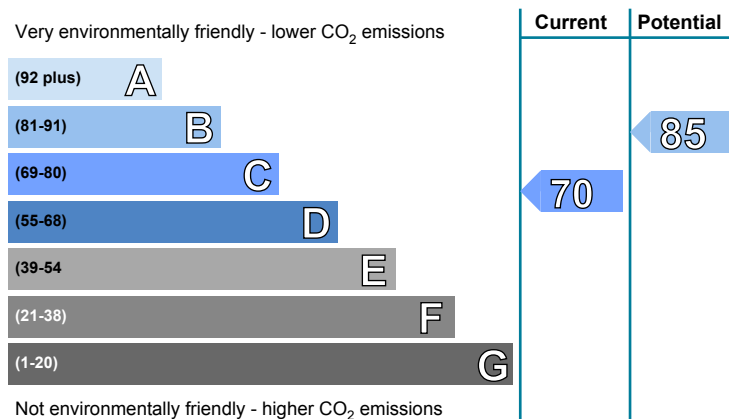 Very environmentally friendly - lower CO2 emissions
Current
Potential
(92 plus) A
(81-91) B
85
(69-80) C
70
(55-68) D
(39-54 E
(21-38) F
(1-20) G
Not environmentally friendly - higher CO2 emissions